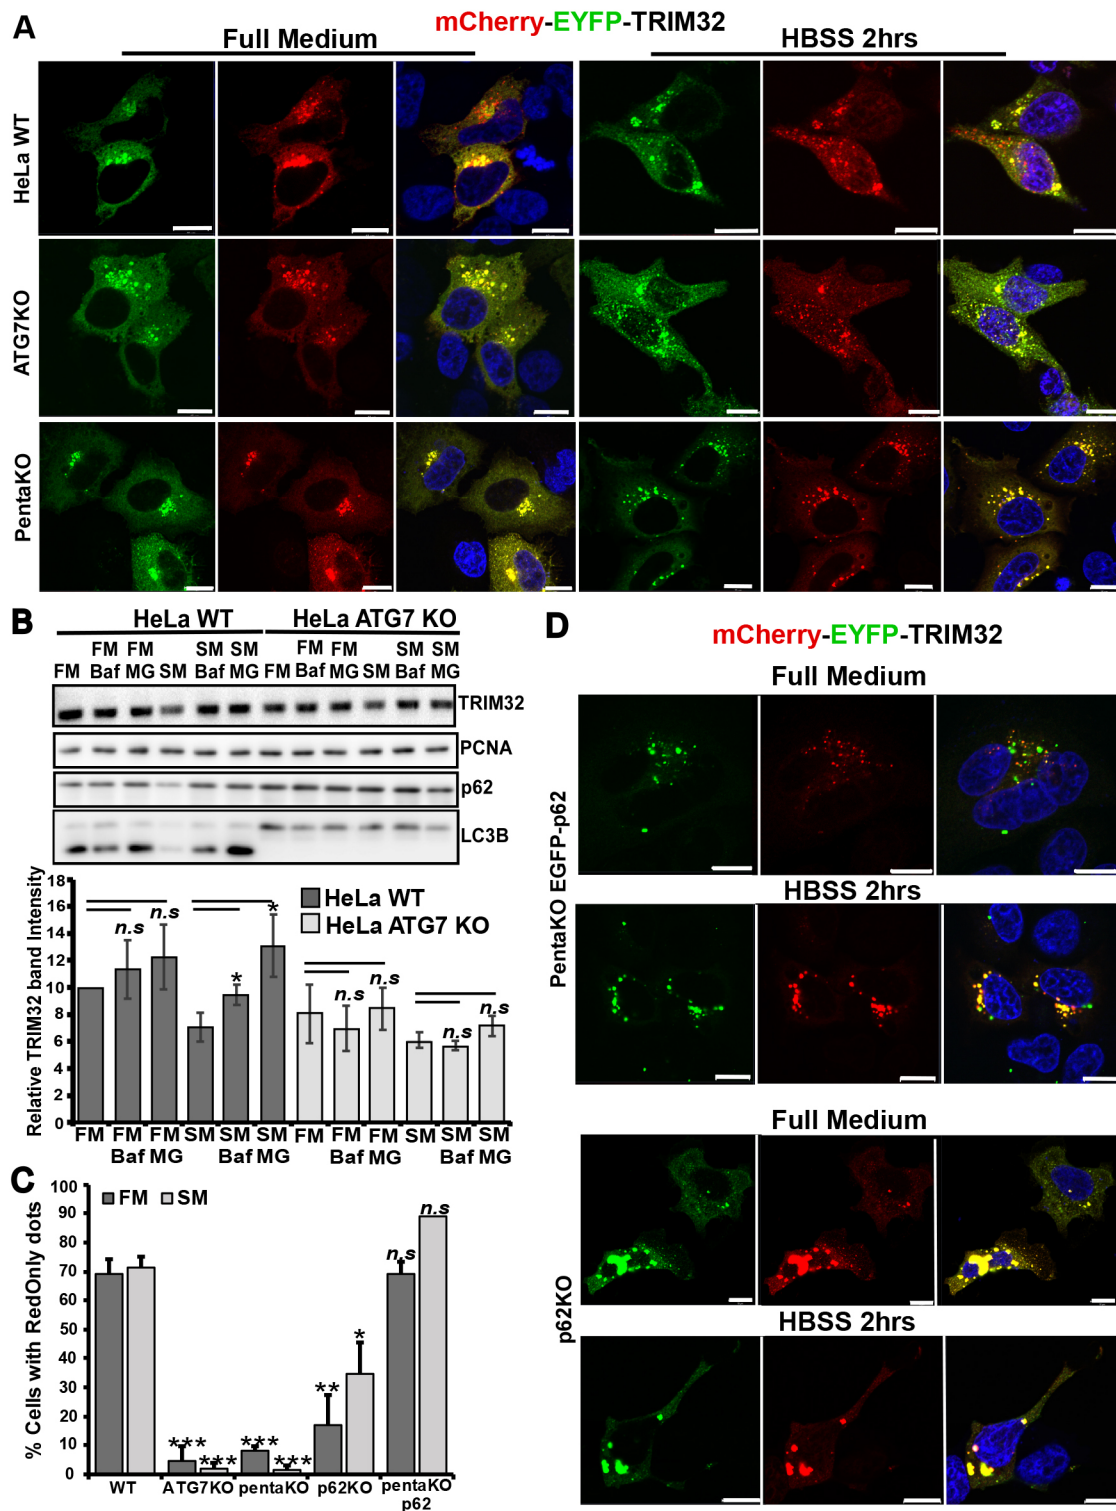 A
mCherry-EYFP-TRIM32
Full Medium
HBSS 2hrs
HeLa WT
ATG7KO
PentaKO
B
HeLa WT
HeLa ATG7 KO
FM FM SM SM FM FM SM SM
FM Baf MG SM Baf MG FM Baf MG SM Baf MG
TRIM32
PCNA
p62
LC3B
Relative TRIM32 band Intensity
18
16
14
12
10
8
6
4
2
0
HeLa WT
HeLa ATG7 KO
n.s n.s * * n.s n.s n.s n.s
FM FM FM SM SM SM FM FM FM SM SM SM
Baf MG Baf MG Baf MG Baf MG
C
% Cells with RedOnly dots
100
90
80
70
60
50
40
30
20
10
0
FM SM
*** *** *** *** ** * n.s n.s
WT ATG7KO pentaKO p62KO pentaKO
p62
D
mCherry-EYFP-TRIM32
Full Medium
PentaKO EGFP-p62
HBSS 2hrs
Full Medium
p62KO
HBSS 2hrs